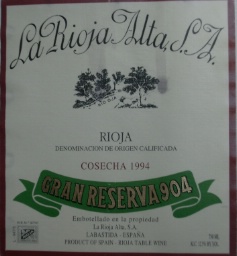 La Rioja Alta, S.A.
RIOJA
DENOMINACION DE ORIGEN CALIFICADA
COSECHA 1994
GRAN RESERVA 904
Embotellado en la propiedad
La Rioja Alta, S.A.
LABASTIDA - ESPAÑA
PRODUCT OF SPAIN - RIOJA TABLE WINE